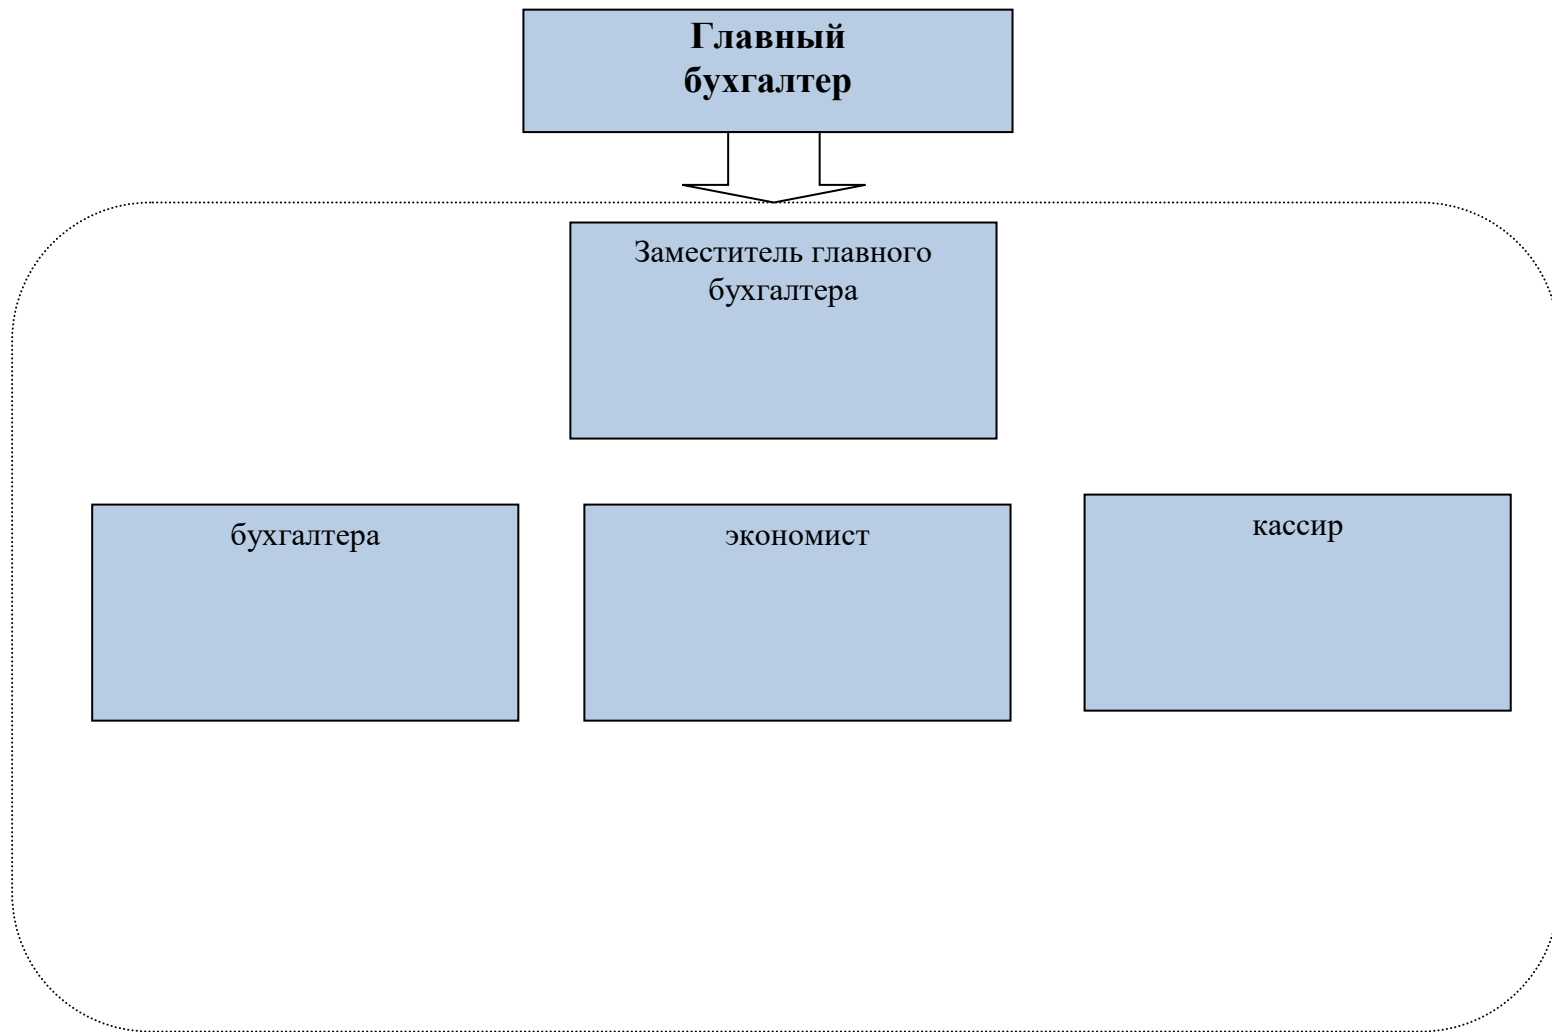 Главный
бухгалтер
Заместитель главного
бухгалтера
бухгалтера
экономист
кассир